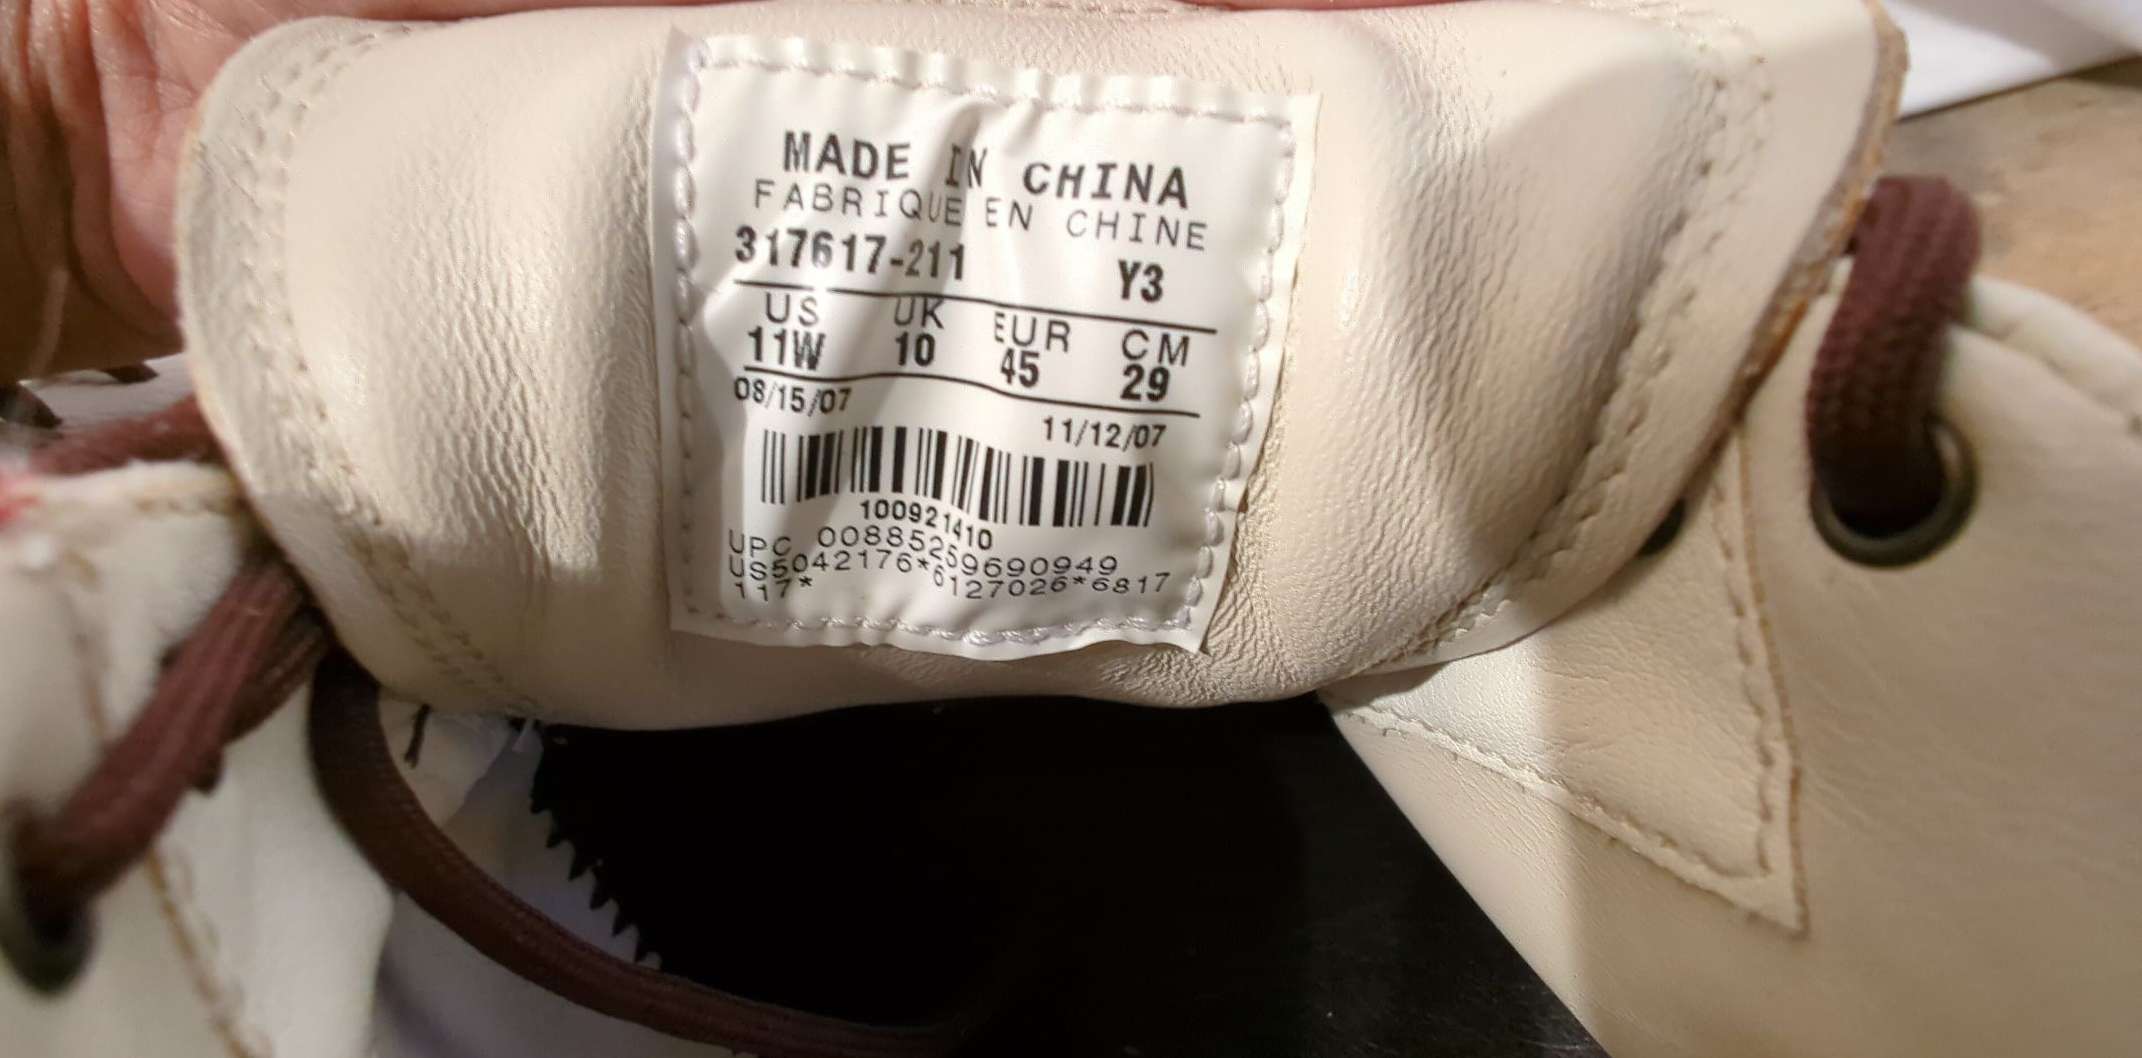 MADE IN CHINA
FABRIQUE EN CHINE
317617-211 Y3
US UK EUR CM
11W 10 45 29
08/15/07 11/12/07
100921410
UPC 00885259690949
US5042176*6127026*6817
117*